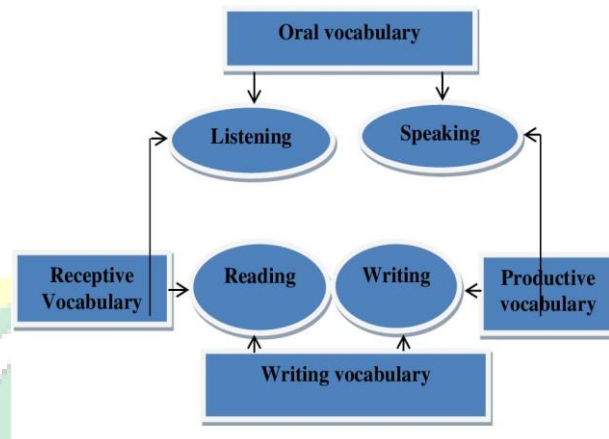 Oral vocabulary
Listening
Speaking
Receptive
Vocabulary
Reading
Writing
Productive
vocabulary
Writing vocabulary